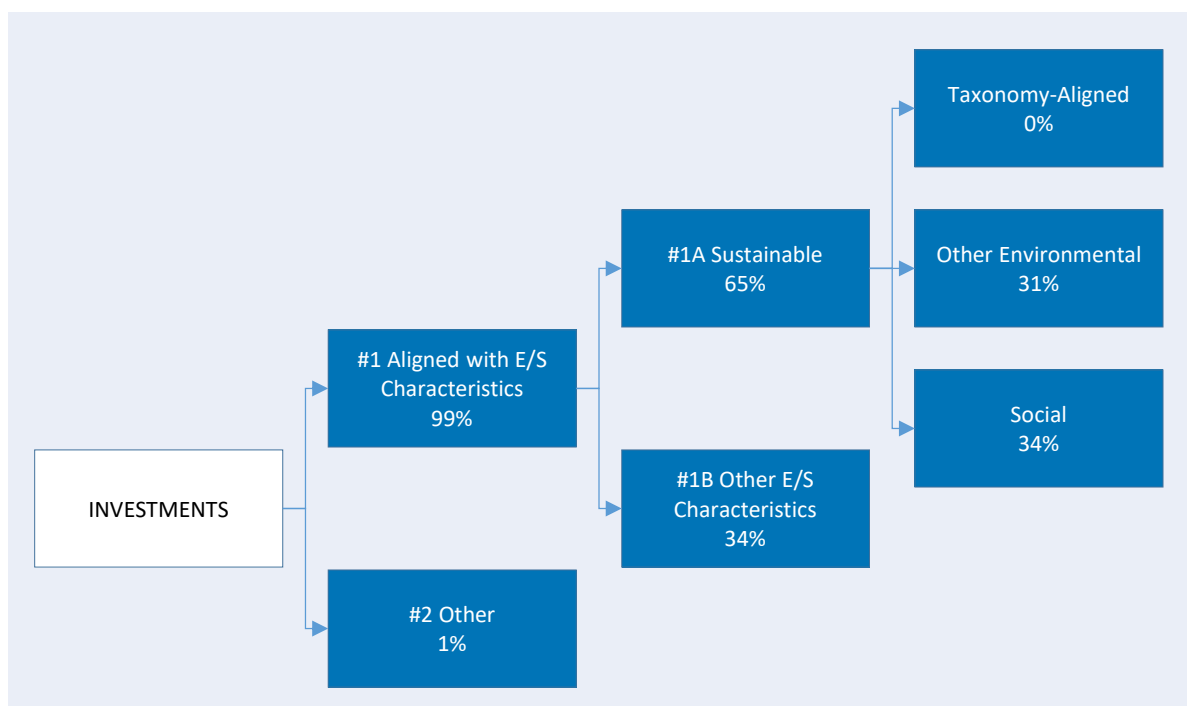 Taxonomy-Aligned
0%
#1A Sustainable
65%
Other Environmental
31%
#1 Aligned with E/S
Characteristics
99%
Social
34%
INVESTMENTS
#1B Other E/S
Characteristics
34%
#2 Other
1%